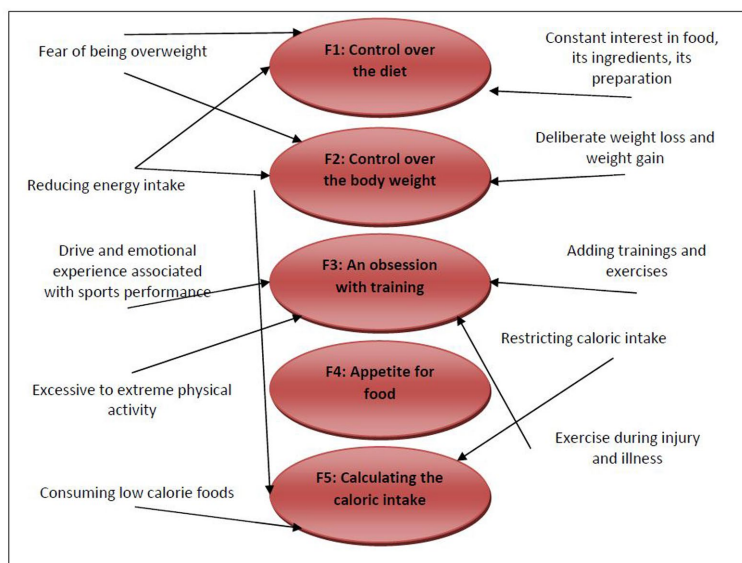 Fear of being overweight
F1: Control over
the diet
Constant interest in food,
its ingredients, its
preparation
Reducing energy intake
F2: Control over
the body weight
Deliberate weight loss and
weight gain
Drive and emotional
experience associated
with sports performance
F3: An obsession
with training
Adding trainings and
exercises
Excessive to extreme physical
activity
F4: Appetite for
food
Restricting caloric intake
Exercise during injury
and illness
Consuming low calorie foods
F5: Calculating the
caloric intake